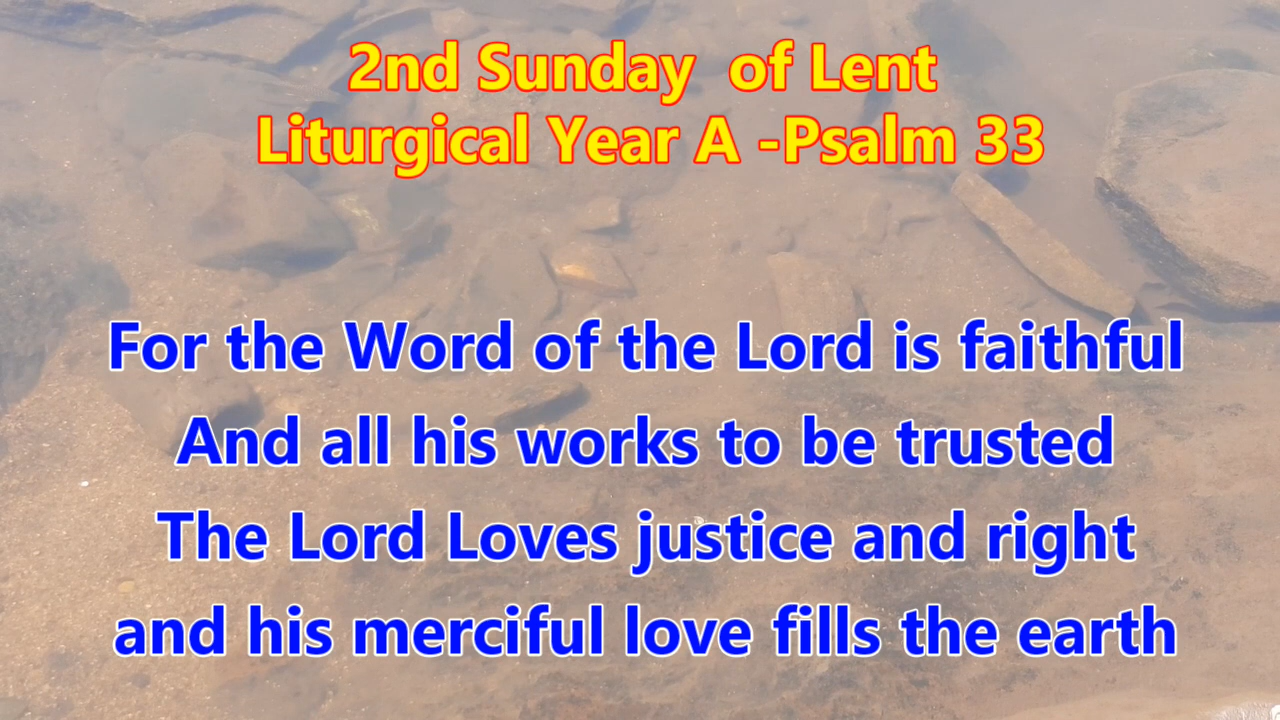 2nd Sunday  of Lent
Liturgical Year A -Psalm 33
For the Word of the Lord is faithful
And all his works to be trusted
The Lord Loves justice and right
and his merciful love fills the earth